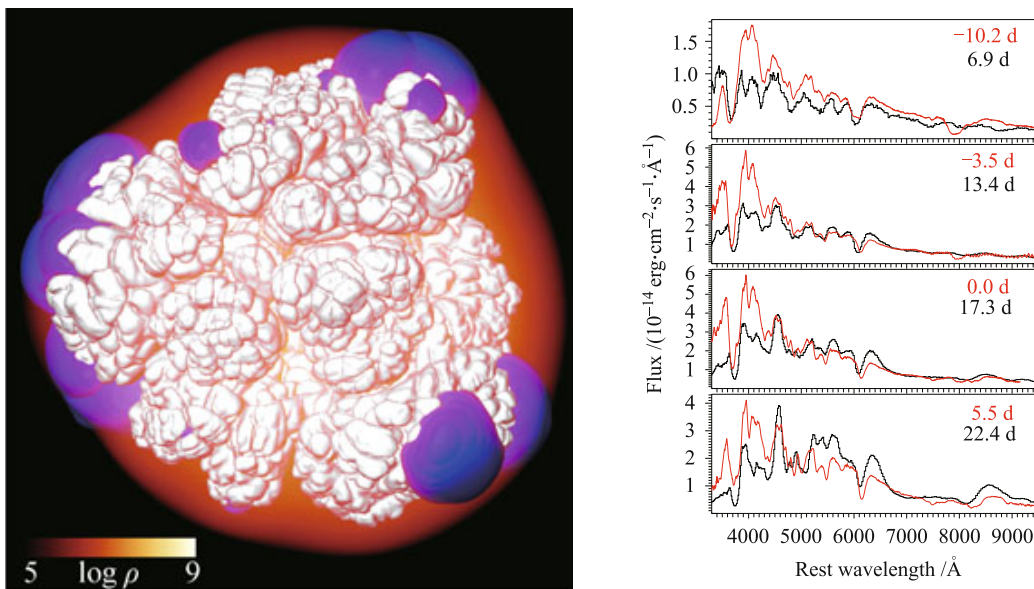 5 log ρ 9
Flux /(10⁻¹⁴ erg·cm⁻²·s⁻¹·Å⁻¹)
1.5
1.0
0.5
−10.2 d
6.9 d
6
5
4
3
2
1
−3.5 d
13.4 d
6
5
4
3
2
1
0.0 d
17.3 d
4
3
2
1
5.5 d
22.4 d
4000 5000 6000 7000 8000 9000
Rest wavelength /Å